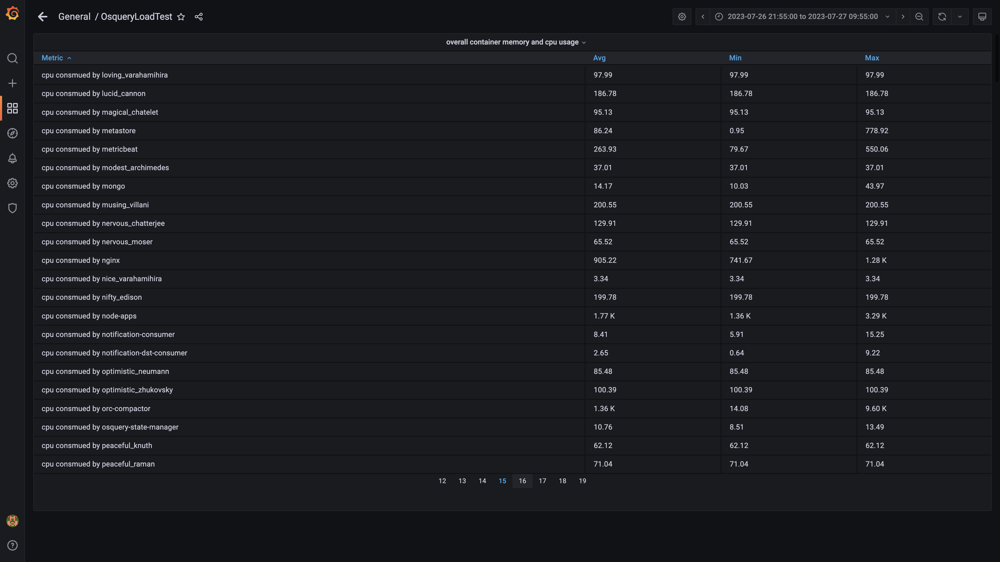 General / OsqueryLoadTest
2023-07-26 21:55:00 to 2023-07-27 09:55:00
overall container memory and cpu usage
Metric Avg Min Max
cpu consmued by loving_varahamihira 97.99 97.99 97.99
cpu consmued by lucid_cannon 186.78 186.78 186.78
cpu consmued by magical_chatelet 95.13 95.13 95.13
cpu consmued by metastore 86.24 0.95 778.92
cpu consmued by metricbeat 263.93 79.67 550.06
cpu consmued by modest_archimedes 37.01 37.01 37.01
cpu consmued by mongo 14.17 10.03 43.97
cpu consmued by musing_villani 200.55 200.55 200.55
cpu consmued by nervous_chatterjee 129.91 129.91 129.91
cpu consmued by nervous_moser 65.52 65.52 65.52
cpu consmued by nginx 905.22 741.67 1.28 K
cpu consmued by nice_varahamihira 3.34 3.34 3.34
cpu consmued by nifty_edison 199.78 199.78 199.78
cpu consmued by node-apps 1.77 K 1.36 K 3.29 K
cpu consmued by notification-consumer 8.41 5.91 15.25
cpu consmued by notification-dst-consumer 2.65 0.64 9.22
cpu consmued by optimistic_neumann 85.48 85.48 85.48
cpu consmued by optimistic_zhukovsky 100.39 100.39 100.39
cpu consmued by orc-compactor 1.36 K 14.08 9.60 K
cpu consmued by osquery-state-manager 10.76 8.51 13.49
cpu consmued by peaceful_knuth 62.12 62.12 62.12
cpu consmued by peaceful_raman 71.04 71.04 71.04
12 13 14 15 16 17 18 19